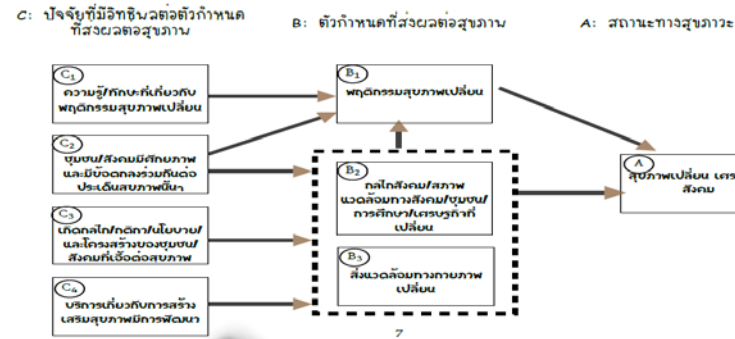 C: ปัจจัยที่มีอิทธิพลต่อตัวกำหนด
ที่ส่งผลต่อสุขภาพ
B: ตัวกำหนดที่ส่งผลต่อสุขภาพ
A: สถานะทางสุขภาวะ
C1
ความรู้/ทักษะที่เกี่ยวกับ
พฤติกรรมสุขภาพเปลี่ยน
C2
ชุมชน/สังคมมีศักยภาพ
และมีข้อตกลงร่วมกันต่อ
ประเด็นสุขภาพนั้นๆ
C3
เกิดกลไก/กติกา/นโยบาย/
และโครงสร้างของชุมชน/
สังคมที่เอื้อต่อสุขภาพ
C4
บริการเกี่ยวกับการสร้าง
เสริมสุขภาพมีการพัฒนา
B1
พฤติกรรมสุขภาพเปลี่ยน
B2
กลไกสังคม/สภาพ
แวดล้อมทางสังคม/ชุมชน/
การศึกษา/เศรษฐกิจที่
เปลี่ยน
B3
สิ่งแวดล้อมทางกายภาพ
เปลี่ยน
A
สุขภาพเปลี่ยน
สังคม
7